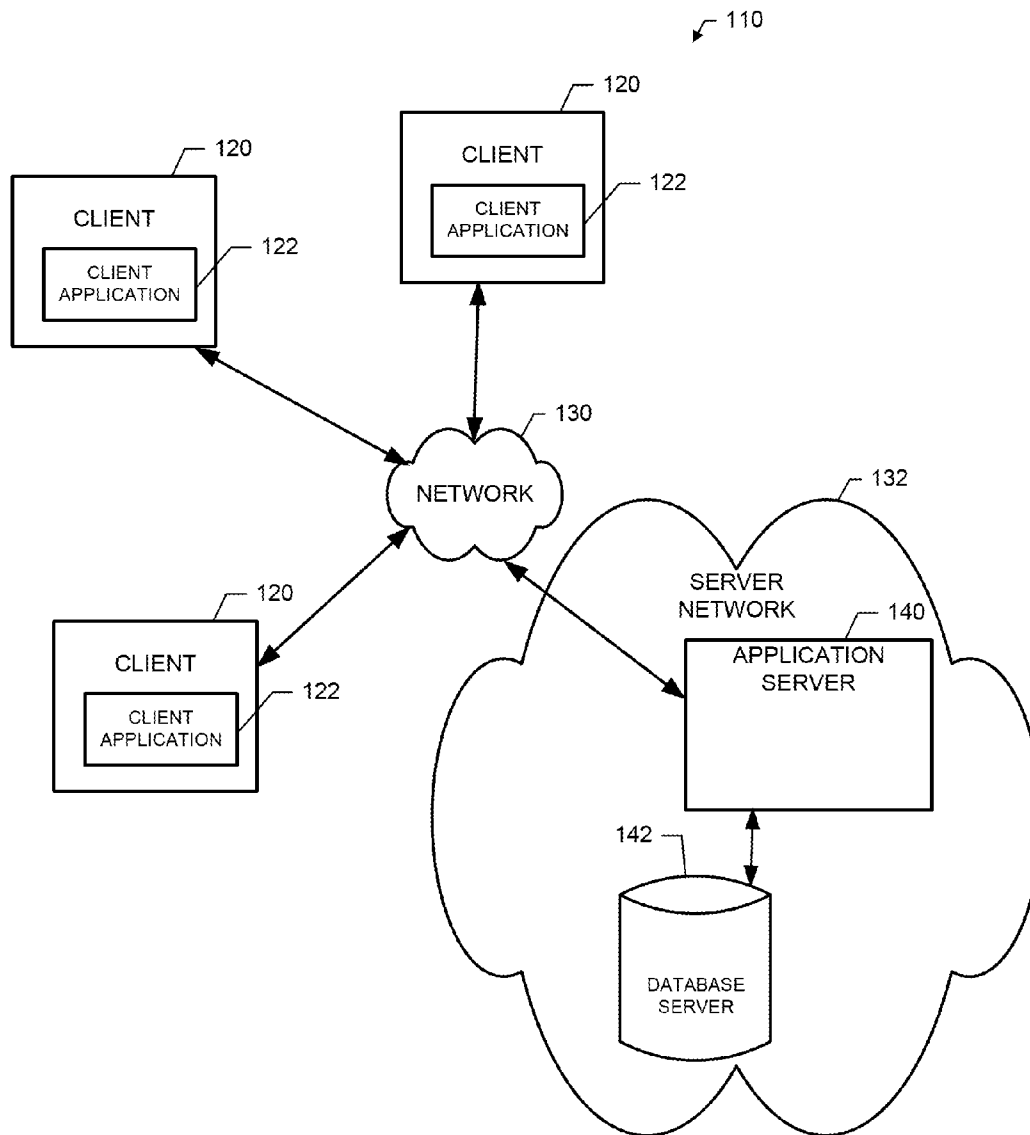 110
120
CLIENT
122
CLIENT
APPLICATION
120
CLIENT
122
CLIENT
APPLICATION
130
NETWORK
132
SERVER
NETWORK
140
APPLICATION
SERVER
120
CLIENT
122
CLIENT
APPLICATION
142
DATABASE
SERVER